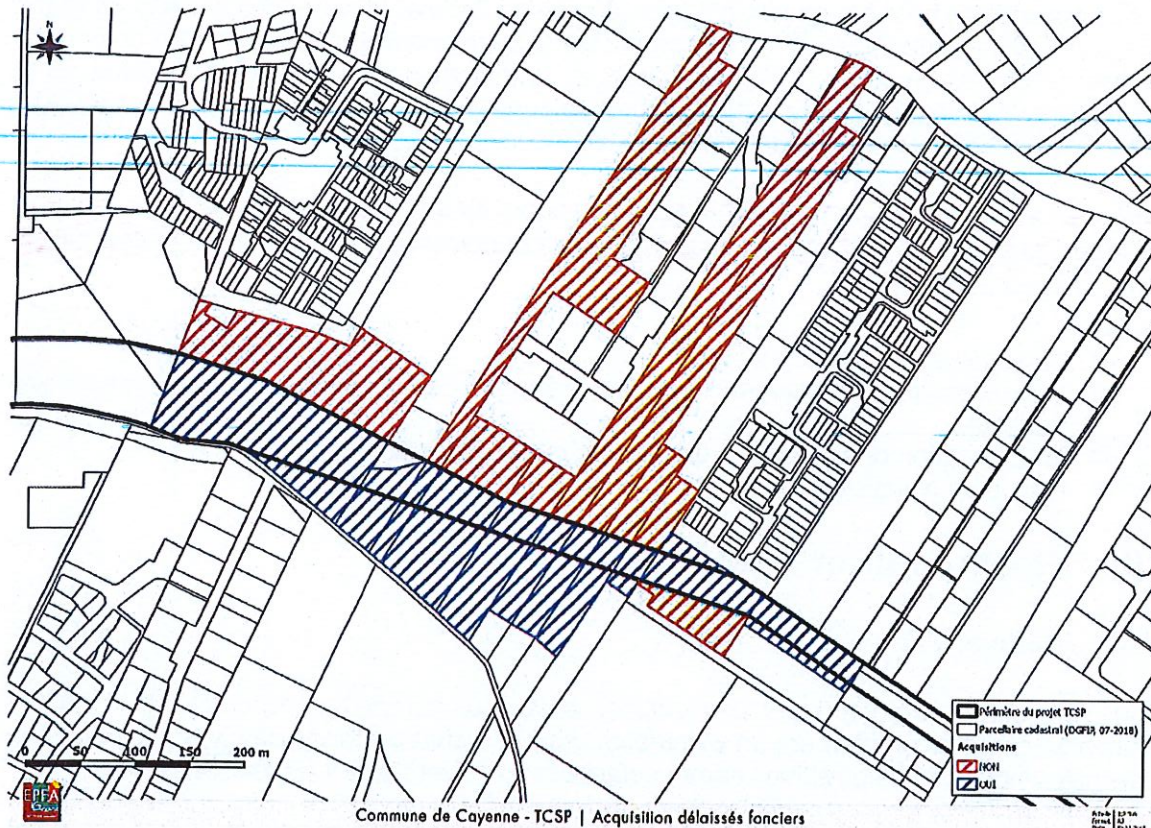 N
0 50 100 150 200 m
Périmètre du projet TCSP
Parcellaire cadastral (DGFIP, 07-2018)
Acquisitions
NON
OUI
EPFA
Commune de Cayenne - TCSP | Acquisition délaissés fonciers